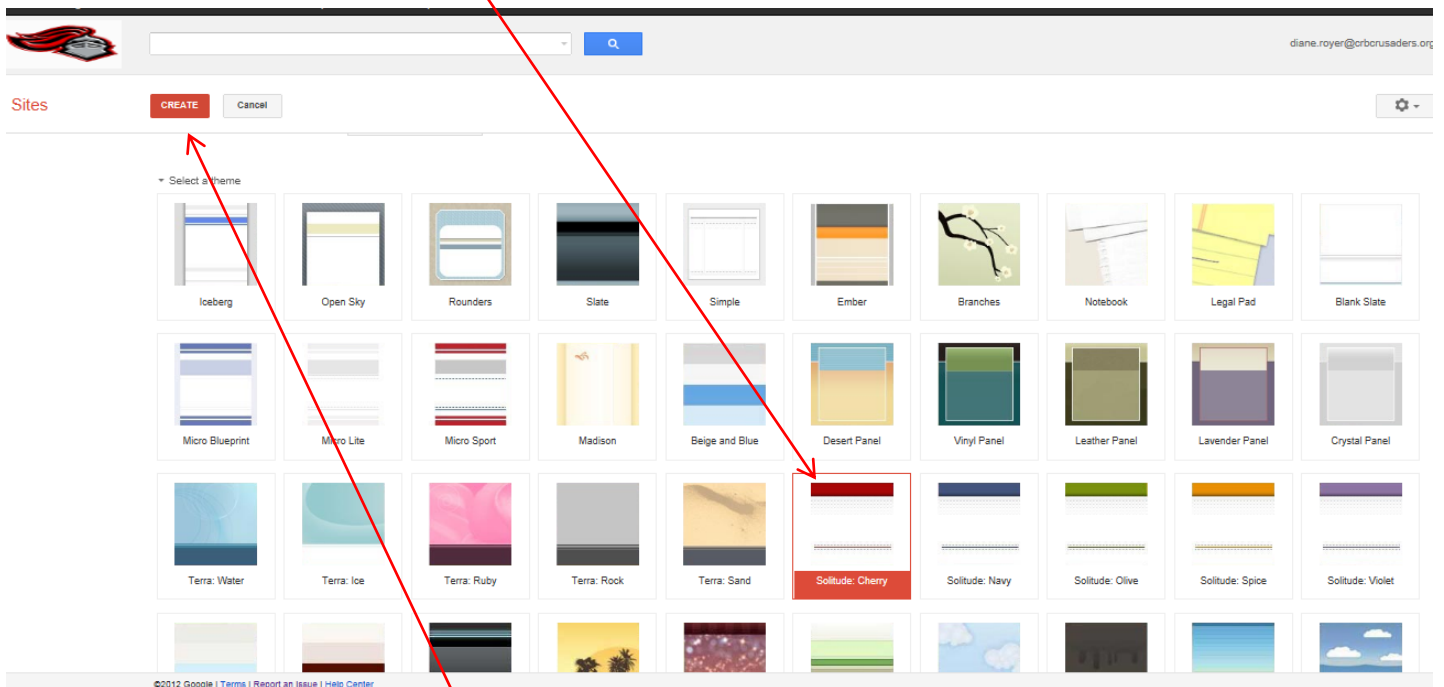 diane.royer@crbcrusaders.org
Sites
CREATE
Cancel
Select a theme
Iceberg
Open Sky
Rounders
Slate
Simple
Ember
Branches
Notebook
Legal Pad
Blank Slate
Micro Blueprint
Micro Lite
Micro Sport
Madison
Beige and Blue
Desert Panel
Vinyl Panel
Leather Panel
Lavender Panel
Crystal Panel
Terra: Water
Terra: Ice
Terra: Ruby
Terra: Rock
Terra: Sand
Solitude: Cherry
Solitude: Navy
Solitude: Olive
Solitude: Spice
Solitude: Violet
©2012 Google | Terms | Report an Issue | Help Center